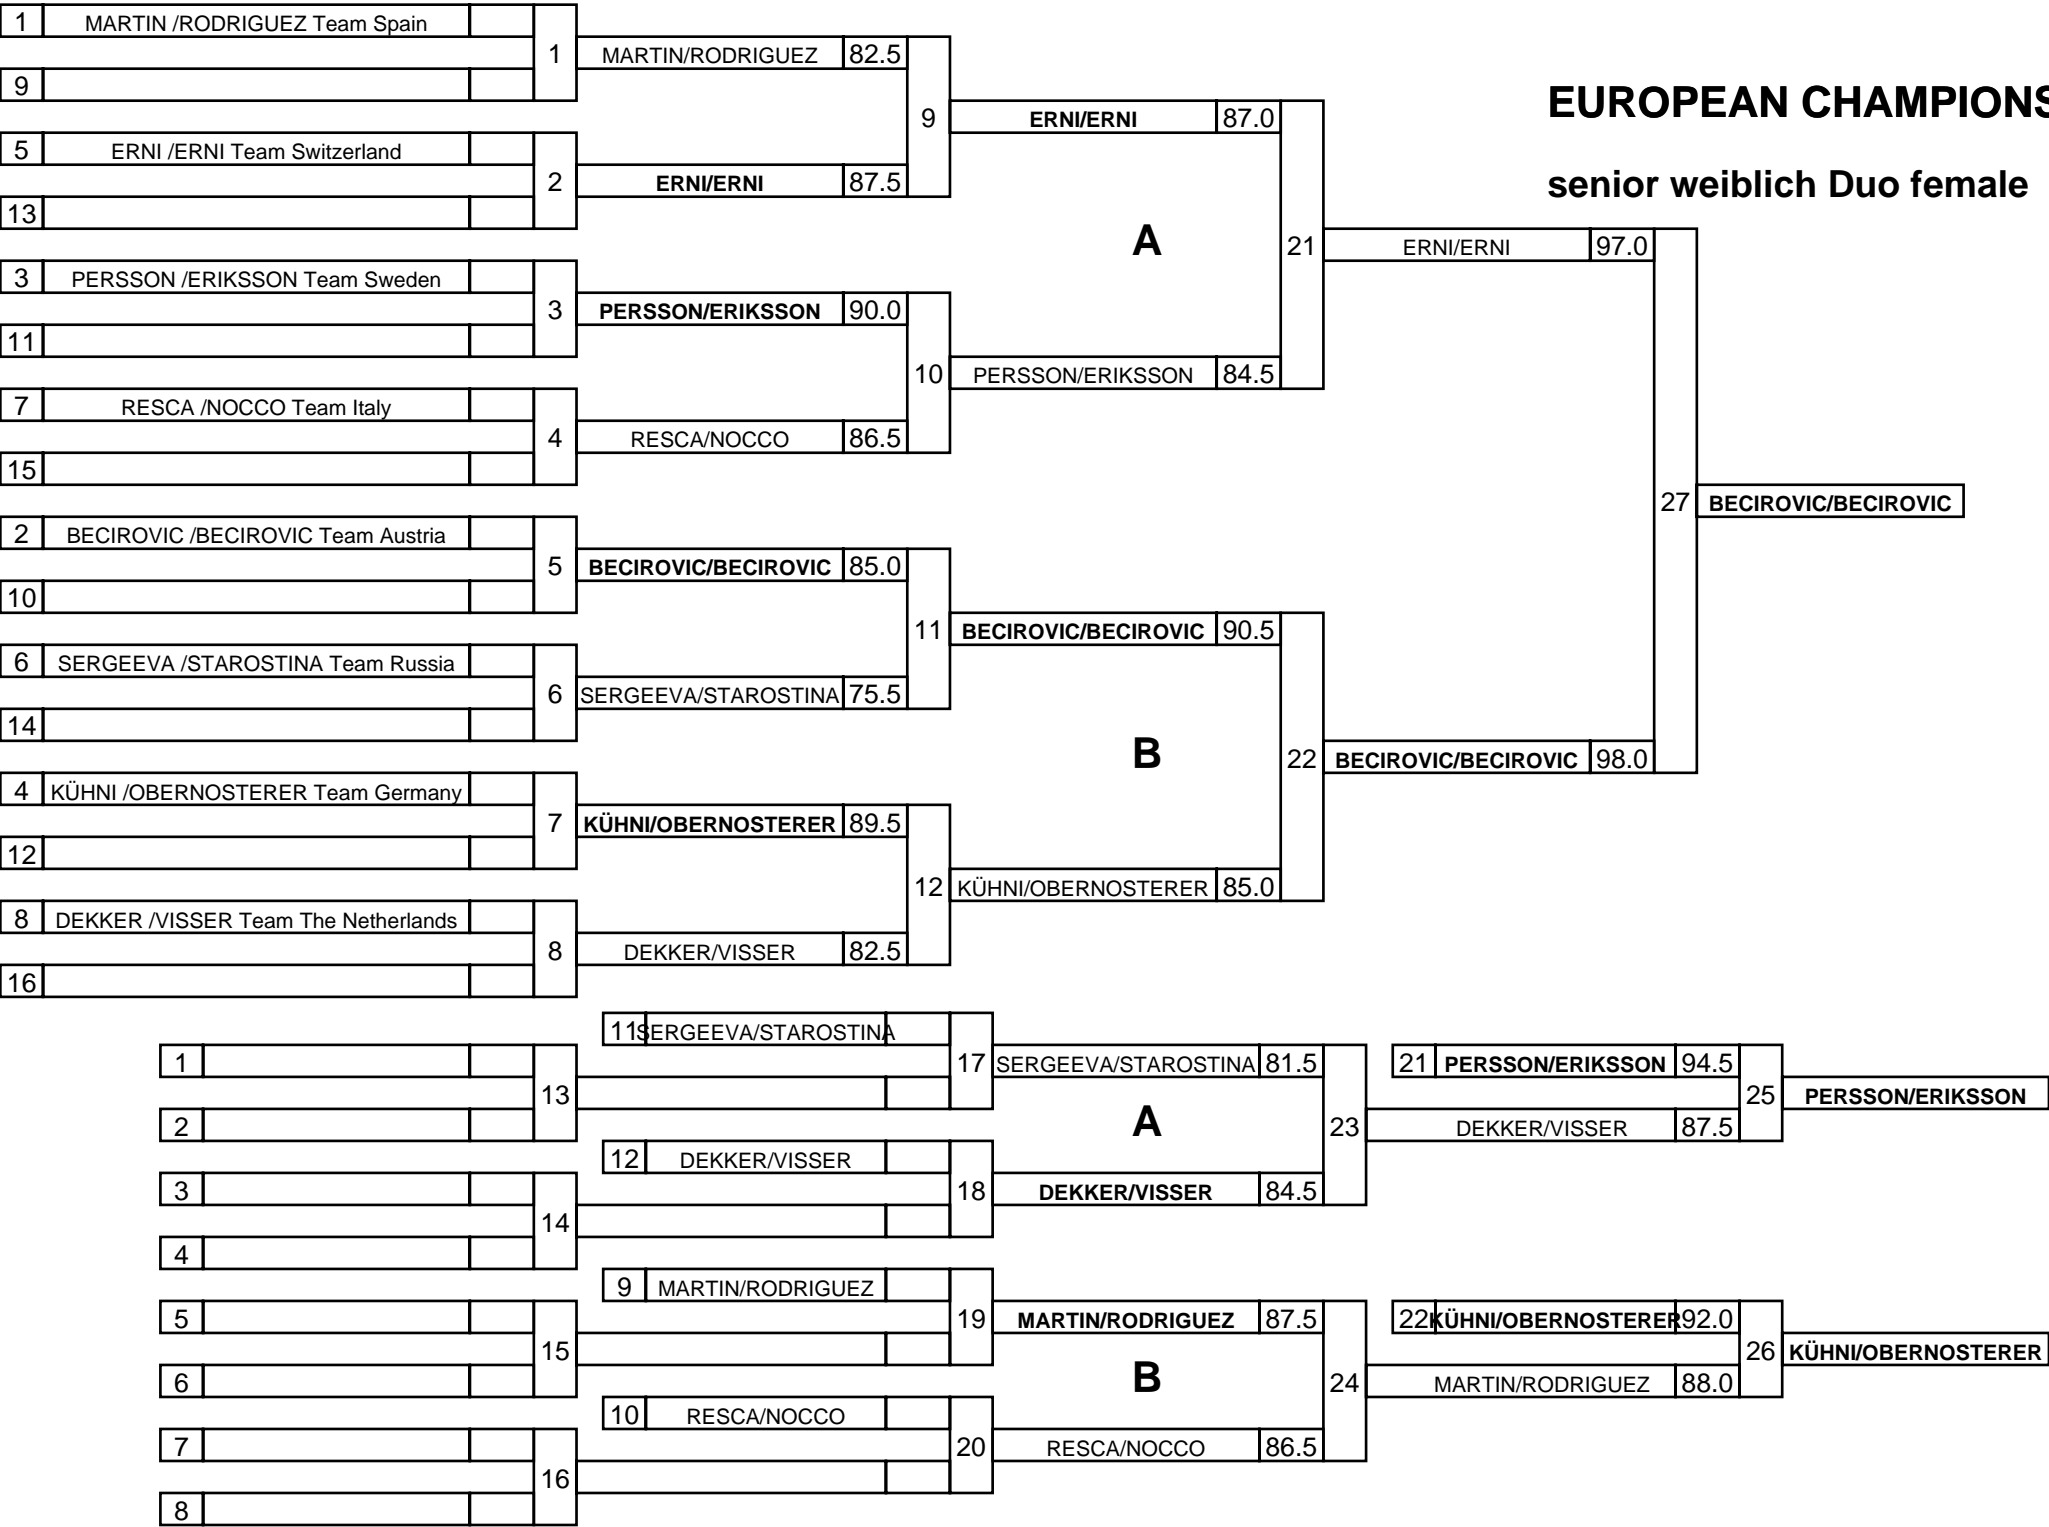 1 MARTIN /RODRIGUEZ Team Spain
1 MARTIN/RODRIGUEZ 82.5
9
EUROPEAN CHAMPIONS
9 ERNI/ERNI 87.0
5 ERNI /ERNI Team Switzerland
2 ERNI/ERNI 87.5
senior weiblich Duo female
13
A 21 ERNI/ERNI 97.0
3 PERSSON /ERIKSSON Team Sweden
3 PERSSON/ERIKSSON 90.0
11
10 PERSSON/ERIKSSON 84.5
7 RESCA /NOCCO Team Italy
4 RESCA/NOCCO 86.5
15
27 BECIROVIC/BECIROVIC
2 BECIROVIC /BECIROVIC Team Austria
5 BECIROVIC/BECIROVIC 85.0
10
11 BECIROVIC/BECIROVIC 90.5
6 SERGEEVA /STAROSTINA Team Russia
6 SERGEEVA/STAROSTINA 75.5
14
B 22 BECIROVIC/BECIROVIC 98.0
4 KÜHNI /OBERNOSTERER Team Germany
7 KÜHNI/OBERNOSTERER 89.5
12
12 KÜHNI/OBERNOSTERER 85.0
8 DEKKER /VISSER Team The Netherlands
8 DEKKER/VISSER 82.5
16
11 SERGEEVA/STAROSTINA
1 17 SERGEEVA/STAROSTINA 81.5 21 PERSSON/ERIKSSON 94.5
13 25 PERSSON/ERIKSSON
2 A 23 DEKKER/VISSER 87.5
12 DEKKER/VISSER
3 18 DEKKER/VISSER 84.5
14
4
9 MARTIN/RODRIGUEZ
5 19 MARTIN/RODRIGUEZ 87.5 22 KÜHNI/OBERNOSTERER 92.0
15 26 KÜHNI/OBERNOSTERER
6 B 24 MARTIN/RODRIGUEZ 88.0
10 RESCA/NOCCO
7 20 RESCA/NOCCO 86.5
16
8